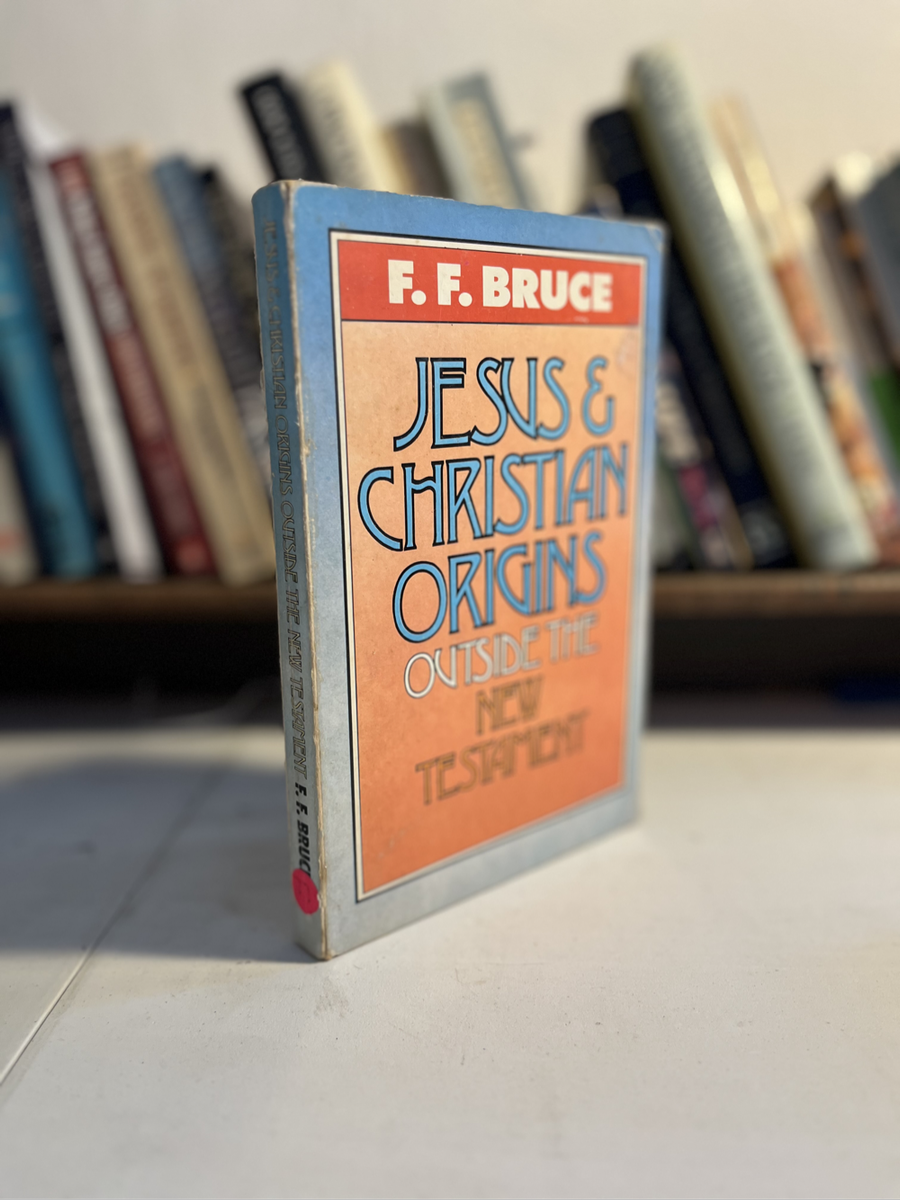 F. F. BRUCE
JESUS &
CHRISTIAN
ORIGINS
OUTSIDE THE
NEW
TESTAMENT
JESUS & CHRISTIAN ORIGINS OUTSIDE THE NEW TESTAMENT F. F. BRUCE